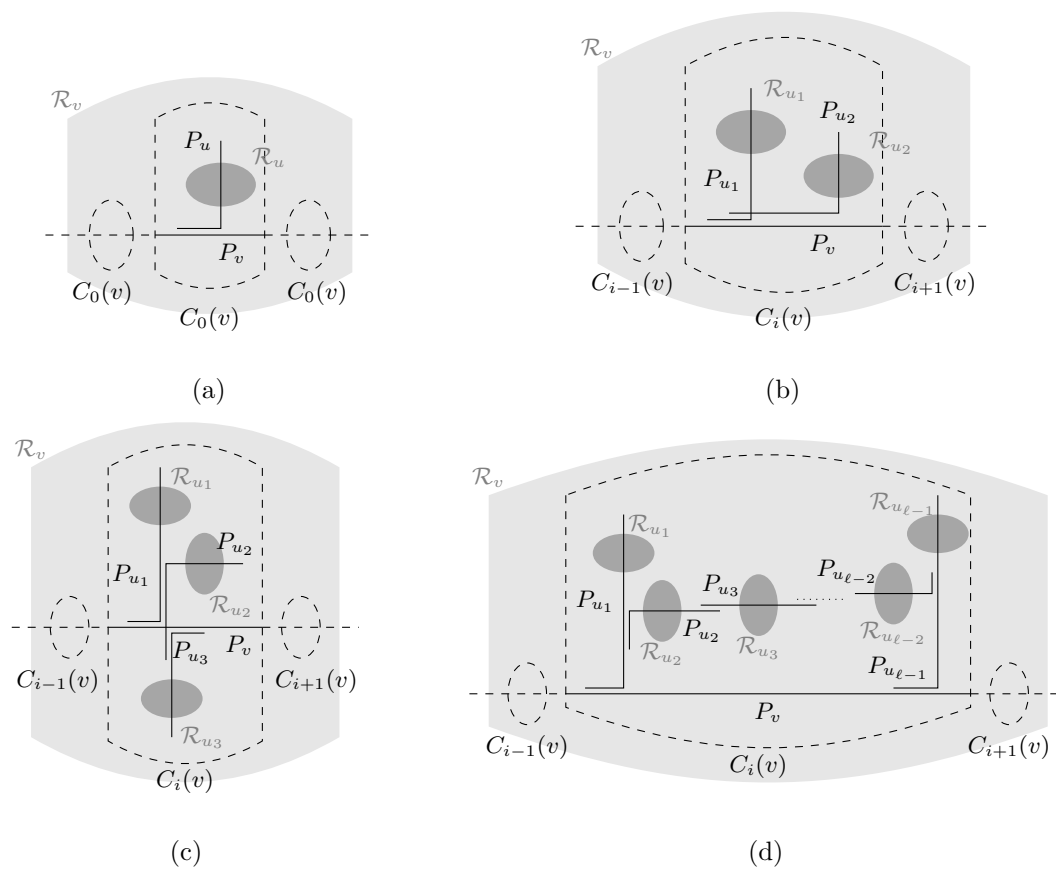 R_v
P_u
R_u
P_v
C_0(v)
C_0(v)
C_0(v)
(a)
R_v
R_{u_1}
P_{u_2}
R_{u_2}
P_{u_1}
P_v
C_{i-1}(v)
C_{i+1}(v)
C_i(v)
(b)
R_v
R_{u_1}
P_{u_2}
P_{u_1}
R_{u_2}
P_{u_3}
P_v
C_{i-1}(v)
C_{i+1}(v)
R_{u_3}
C_i(v)
(c)
R_v
R_{u_1}
R_{u_{ℓ-1}}
P_{u_1}
P_{u_3}
P_{u_{ℓ-2}}
P_{u_2}
R_{u_2}
R_{u_3}
R_{u_{ℓ-2}}
P_{u_{ℓ-1}}
P_v
C_{i-1}(v)
C_{i+1}(v)
C_i(v)
(d)